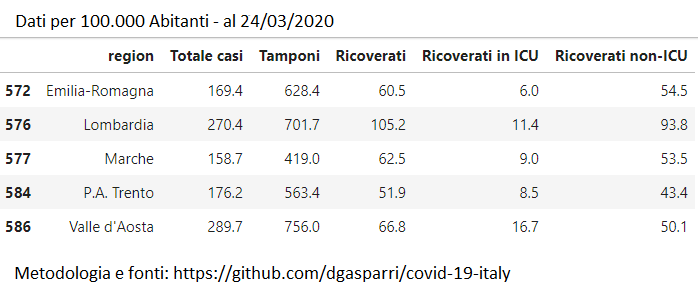 Dati per 100.000 Abitanti - al 24/03/2020
region Totale casi Tamponi Ricoverati Ricoverati in ICU Ricoverati non-ICU
572 Emilia-Romagna 169.4 628.4 60.5 6.0 54.5
576 Lombardia 270.4 701.7 105.2 11.4 93.8
577 Marche 158.7 419.0 62.5 9.0 53.5
584 P.A. Trento 176.2 563.4 51.9 8.5 43.4
586 Valle d'Aosta 289.7 756.0 66.8 16.7 50.1
Metodologia e fonti: https://github.com/dgasparri/covid-19-italy